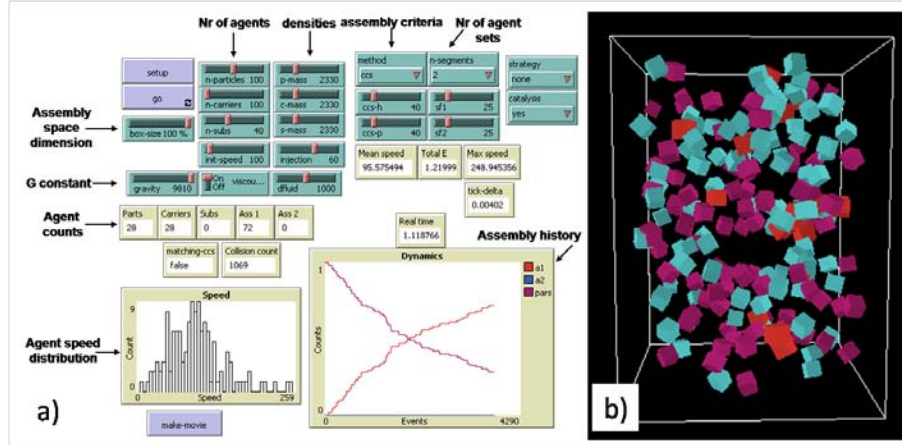 Nr of agents
densities
assembly criteria
Nr of agent
sets
setup
go
n-particles 100
n-carriers 100
n-subs 40
init-speed 100
p-mass 2330
c-mass 2330
s-mass 2330
injection 60
method
ccs
n-segments
2
ccs-h 40
ccs-p 40
sf1 25
sf2 25
strategy
none
catalysis
yes
Assembly
space
dimension
box-size 100 %
Mean speed
95.575494
Total E
1.21999
Max speed
248.945356
tick-delta
0.00402
G constant
gravity 9810
On
Off
viscou...
dfluid 1000
Agent
counts
Parts
28
Carriers
28
Subs
0
Ass 1
72
Ass 2
0
Real time
1.118766
matching-ccs
false
Collision count
1069
Assembly history
Dynamics
1
Counts
0
0
Events
4290
a1
a2
pars
Agent speed
distribution
Speed
9
Count
0
0
Speed
259
make-movie
a)
b)